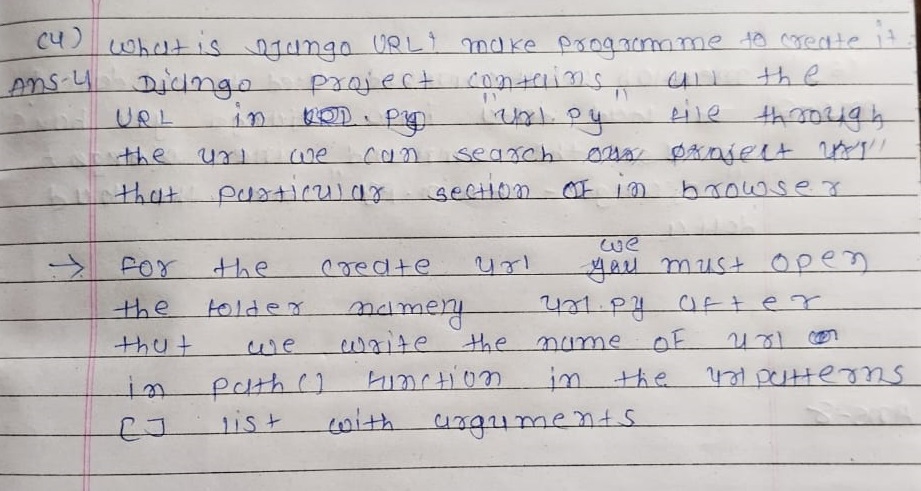 (4) what is Django URL? make programme to create it.
Ans-4 Django project contains all the
URL in "url.py" file through
the url we can search our project url
that particular section of in browser
we
→ For the create url you must open
the folder namely url.py after
that we write the name of url
in path() function in the urlpatterns
[] list with arguments